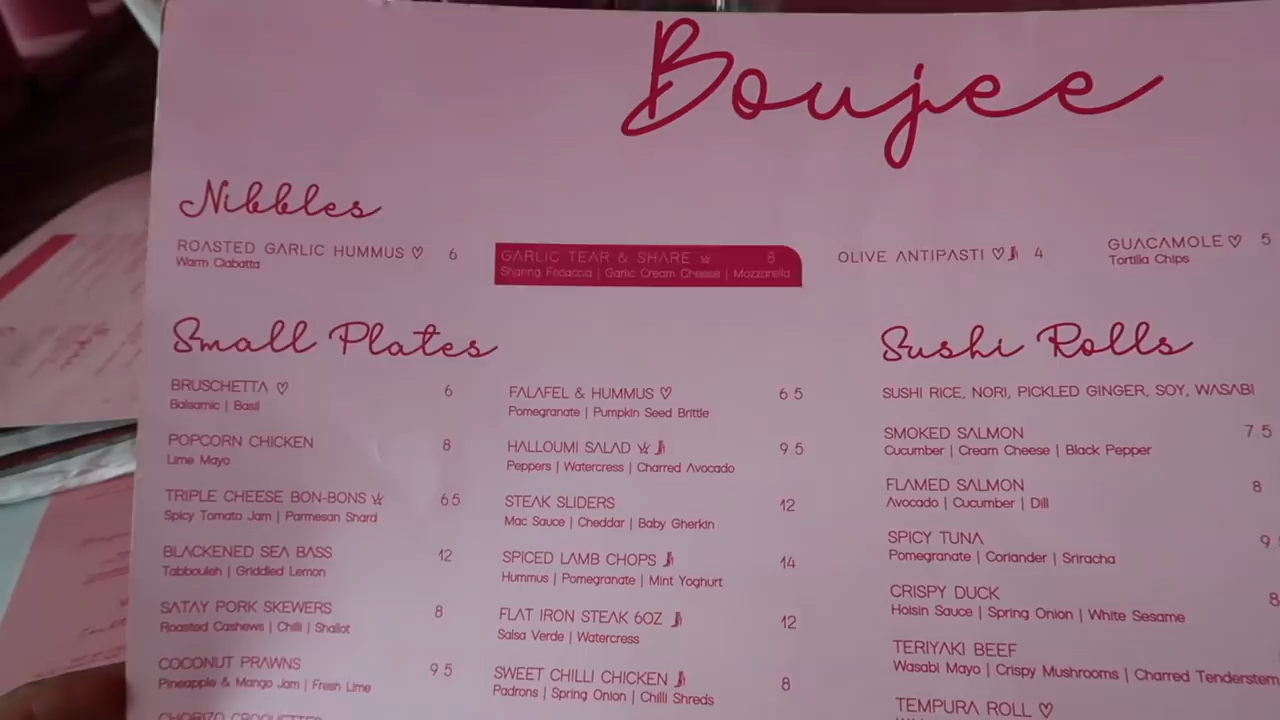 Boujee
Nibbles
ROASTED GARLIC HUMMUS ♡ 6
Warm Ciabatta
GARLIC TEAR & SHARE 8
Sharing Focaccia | Garlic Cream Cheese | Mozzarella
OLIVE ANTIPASTI ♡ 4
GUACAMOLE ♡ 5
Tortilla Chips
Small Plates
BRUSCHETTA ♡ 6
Balsamic | Basil
POPCORN CHICKEN 8
Lime Mayo
TRIPLE CHEESE BON-BONS 6 5
Spicy Tomato Jam | Parmesan Shard
BLACKENED SEA BASS 12
Tabbouleh | Griddled Lemon
SATAY PORK SKEWERS 8
Roasted Cashews | Chilli | Shallot
COCONUT PRAWNS 9 5
Pineapple & Mango Jam | Fresh Lime
CHORIZO CROQUETTES
FALAFEL & HUMMUS ♡ 6 5
Pomegranate | Pumpkin Seed Brittle
HALLOUMI SALAD 9 5
Peppers | Watercress | Charred Avocado
STEAK SLIDERS 12
Mac Sauce | Cheddar | Baby Gherkin
SPICED LAMB CHOPS 14
Hummus | Pomegranate | Mint Yoghurt
FLAT IRON STEAK 6OZ 12
Salsa Verde | Watercress
SWEET CHILLI CHICKEN 8
Padrons | Spring Onion | Chilli Shreds
Sushi Rolls
SUSHI RICE, NORI, PICKLED GINGER, SOY, WASABI
SMOKED SALMON 7 5
Cucumber | Cream Cheese | Black Pepper
FLAMED SALMON 8
Avocado | Cucumber | Dill
SPICY TUNA 9
Pomegranate | Coriander | Sriracha
CRISPY DUCK 8
Hoisin Sauce | Spring Onion | White Sesame
TERIYAKI BEEF
Wasabi Mayo | Crispy Mushrooms | Charred Tenderstem
TEMPURA ROLL ♡